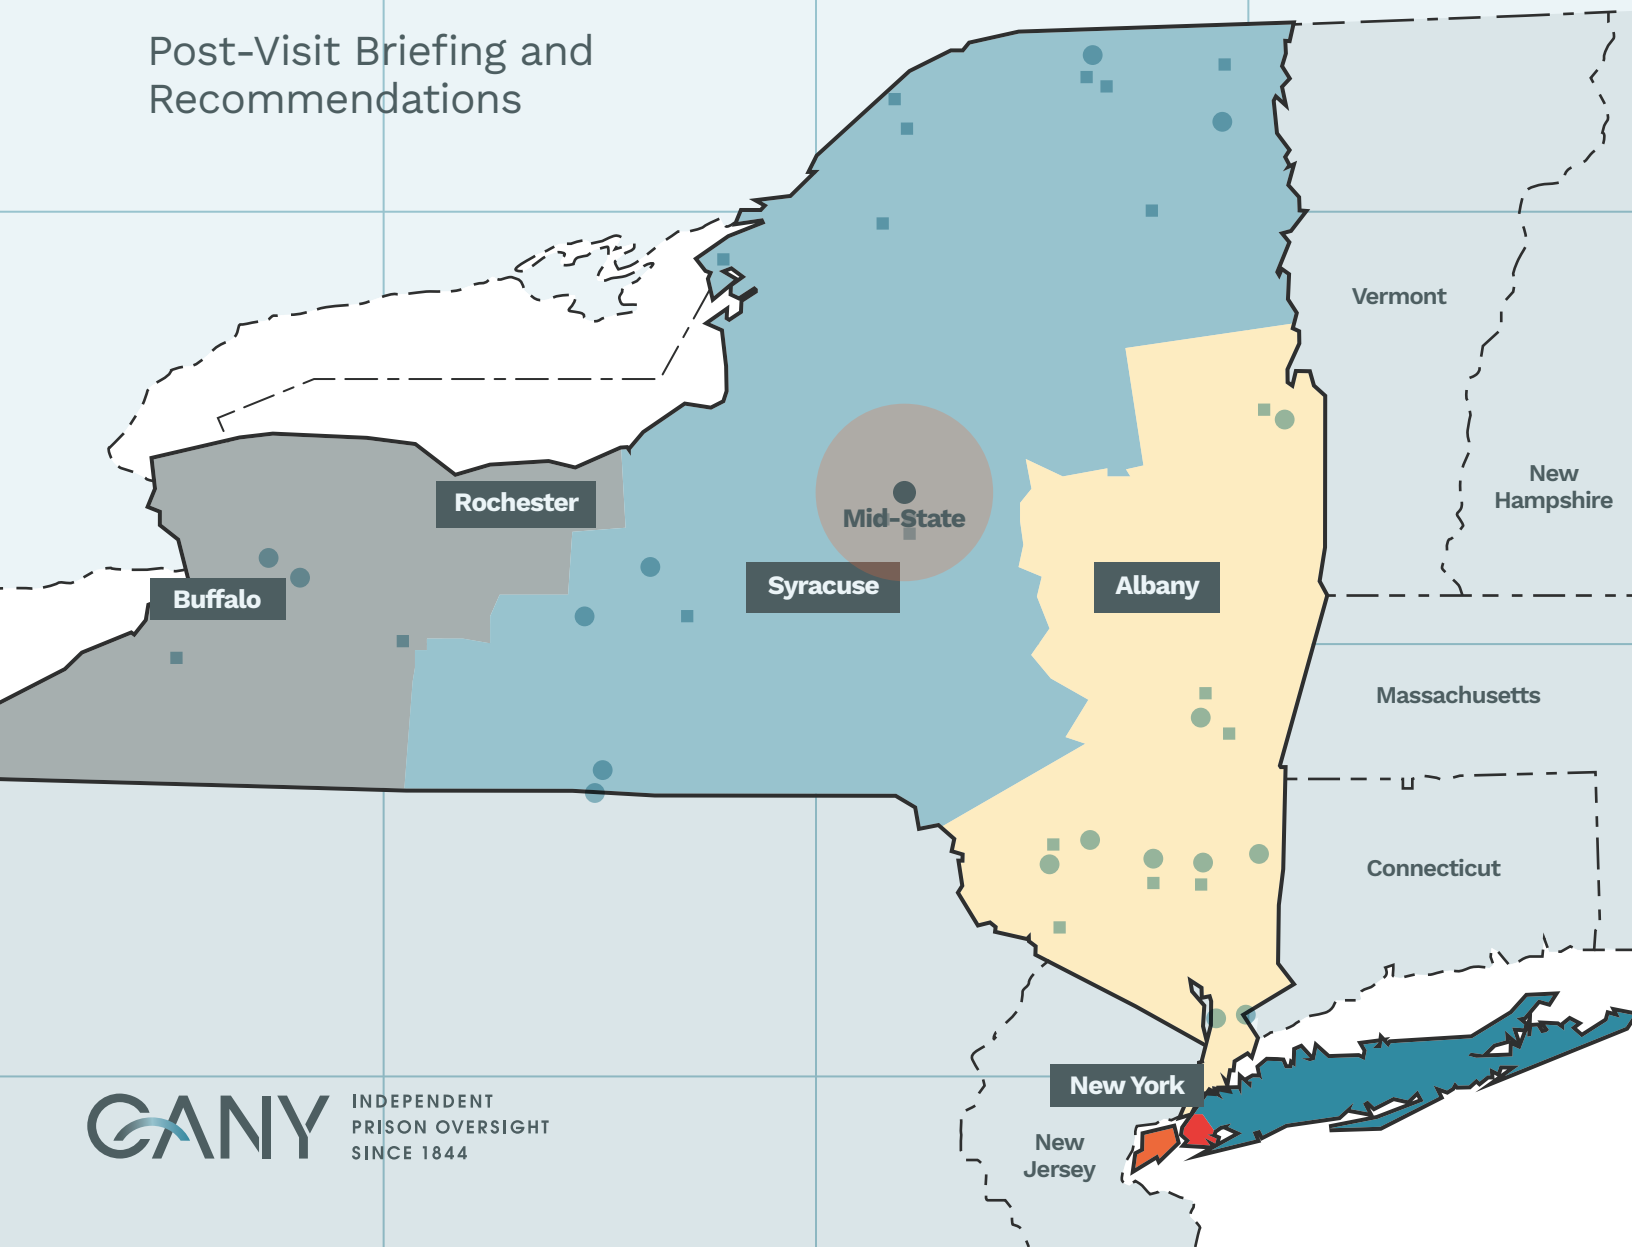 Post-Visit Briefing and
Recommendations
Vermont
New
Hampshire
Rochester
Mid-State
Syracuse
Albany
Buffalo
Massachusetts
Connecticut
New York
New
Jersey
CANY
INDEPENDENT
PRISON OVERSIGHT
SINCE 1844